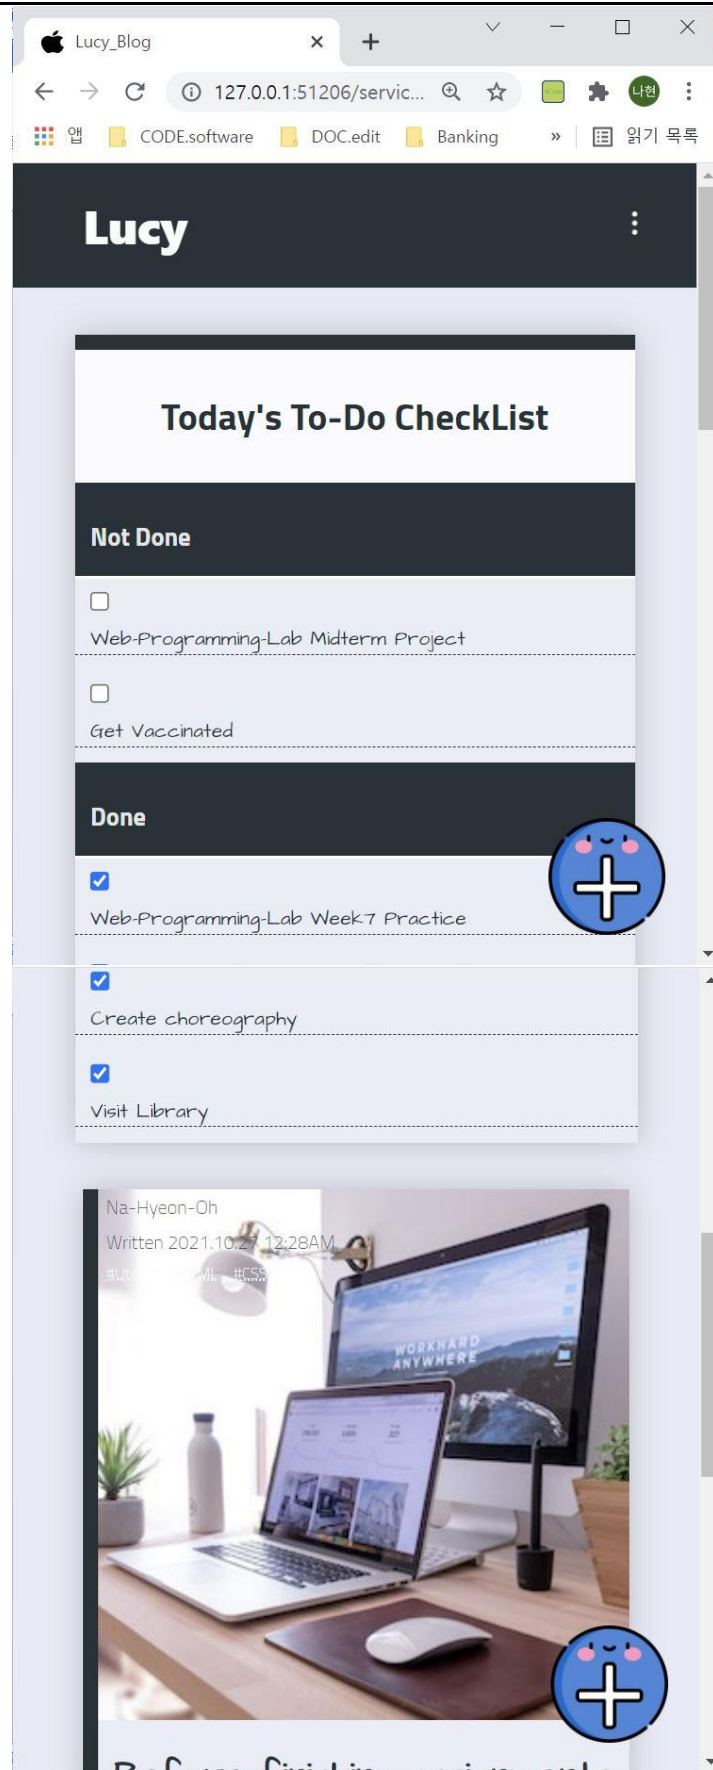 Lucy_Blog
127.0.0.1:51206/servic...
나현
앱
CODE.software
DOC.edit
Banking
»
읽기 목록
Lucy
Today's To-Do CheckList
Not Done
Web-Programming-Lab Midterm Project
Get Vaccinated
Done
Web-Programming-Lab Week7 Practice
Create choreography
Visit Library
Na-Hyeon-Oh
Written 2021.10.27 12:28AM
#CSS
WORKHARD
ANYWHERE